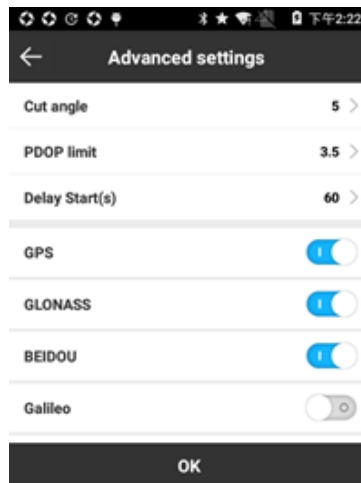 下午2:22
Advanced settings
Cut angle 5
PDOP limit 3.5
Delay Start(s) 60
GPS
GLONASS
BEIDOU
Galileo
OK